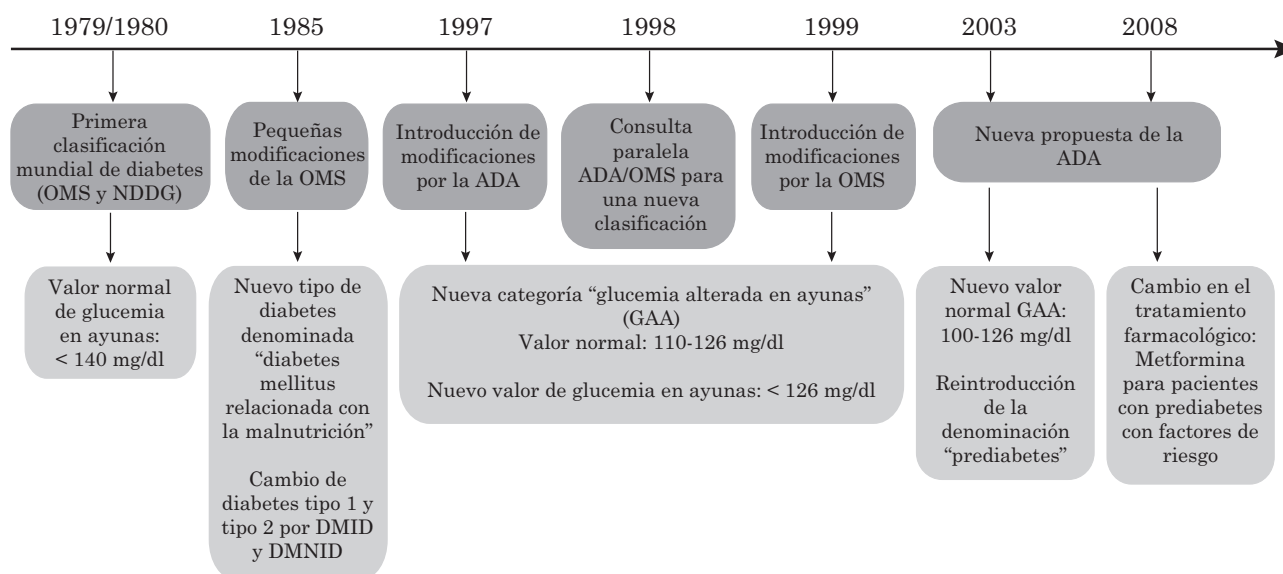 1979/1980
1985
1997
1998
1999
2003
2008
Primera
clasificación
mundial de diabetes
(OMS y NDDG)
Pequeñas
modificaciones
de la OMS
Introducción de
modificaciones
por la ADA
Consulta
paralela
ADA/OMS para
una nueva
clasificación
Introducción de
modificaciones
por la OMS
Nueva propuesta de la
ADA
Valor normal
de glucemia
en ayunas:
< 140 mg/dl
Nuevo tipo de
diabetes
denominada
“diabetes
mellitus
relacionada con
la malnutrición”
Cambio de
diabetes tipo 1 y
tipo 2 por DMID
y DMNID
Nueva categoría “glucemia alterada en ayunas”
(GAA)
Valor normal: 110-126 mg/dl
Nuevo valor de glucemia en ayunas: < 126 mg/dl
Nuevo valor
normal GAA:
100-126 mg/dl
Reintroducción
de la
denominación
“prediabetes”
Cambio en el
tratamiento
farmacológico:
Metformina
para pacientes
con prediabetes
con factores de
riesgo